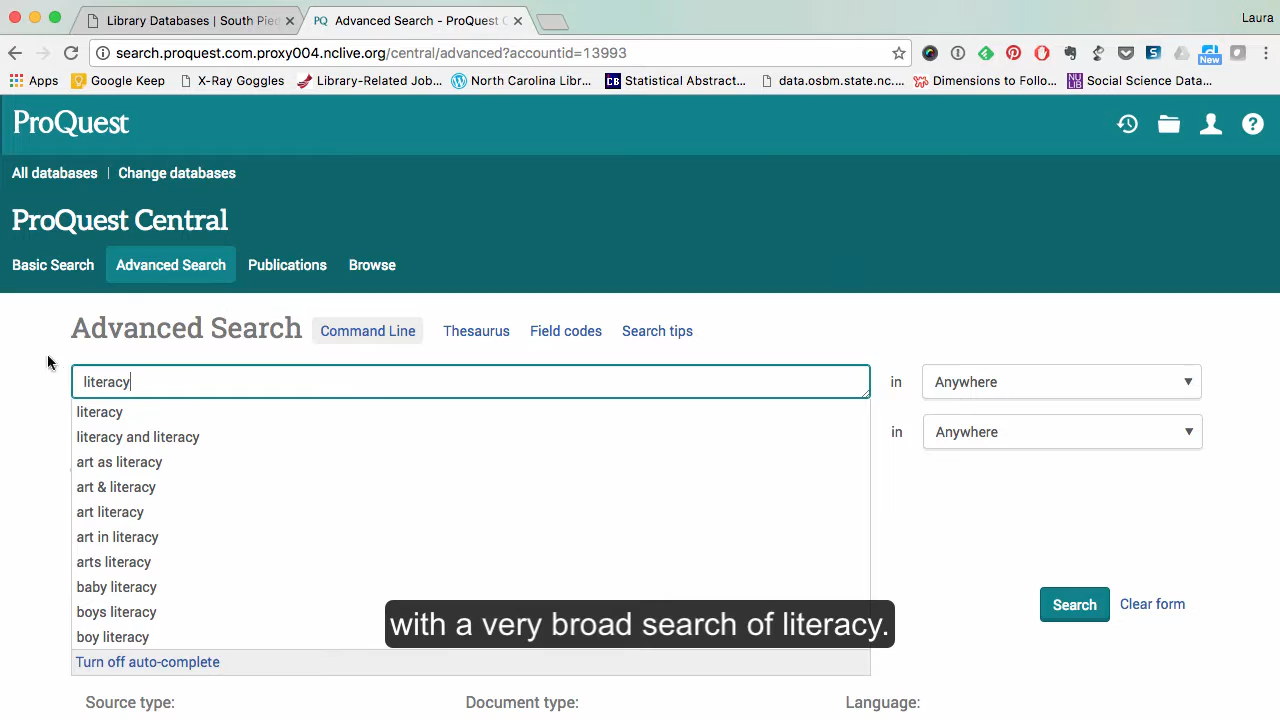 Library Databases | South Pied
Advanced Search - ProQuest C
Laura
search.proquest.com.proxy004.nclive.org/central/advanced?accountid=13993
New
Apps
Google Keep
X-Ray Goggles
Library-Related Job...
North Carolina Libr...
Statistical Abstract...
data.osbm.state.nc....
Dimensions to Follo...
Social Science Data...
ProQuest
All databases | Change databases
ProQuest Central
Basic Search
Advanced Search
Publications
Browse
Advanced Search
Command Line
Thesaurus
Field codes
Search tips
literacy
in
Anywhere
literacy
literacy and literacy
in
Anywhere
art as literacy
art & literacy
art literacy
art in literacy
arts literacy
baby literacy
boys literacy
boy literacy
Turn off auto-complete
Search
Clear form
with a very broad search of literacy.
Source type:
Document type:
Language: